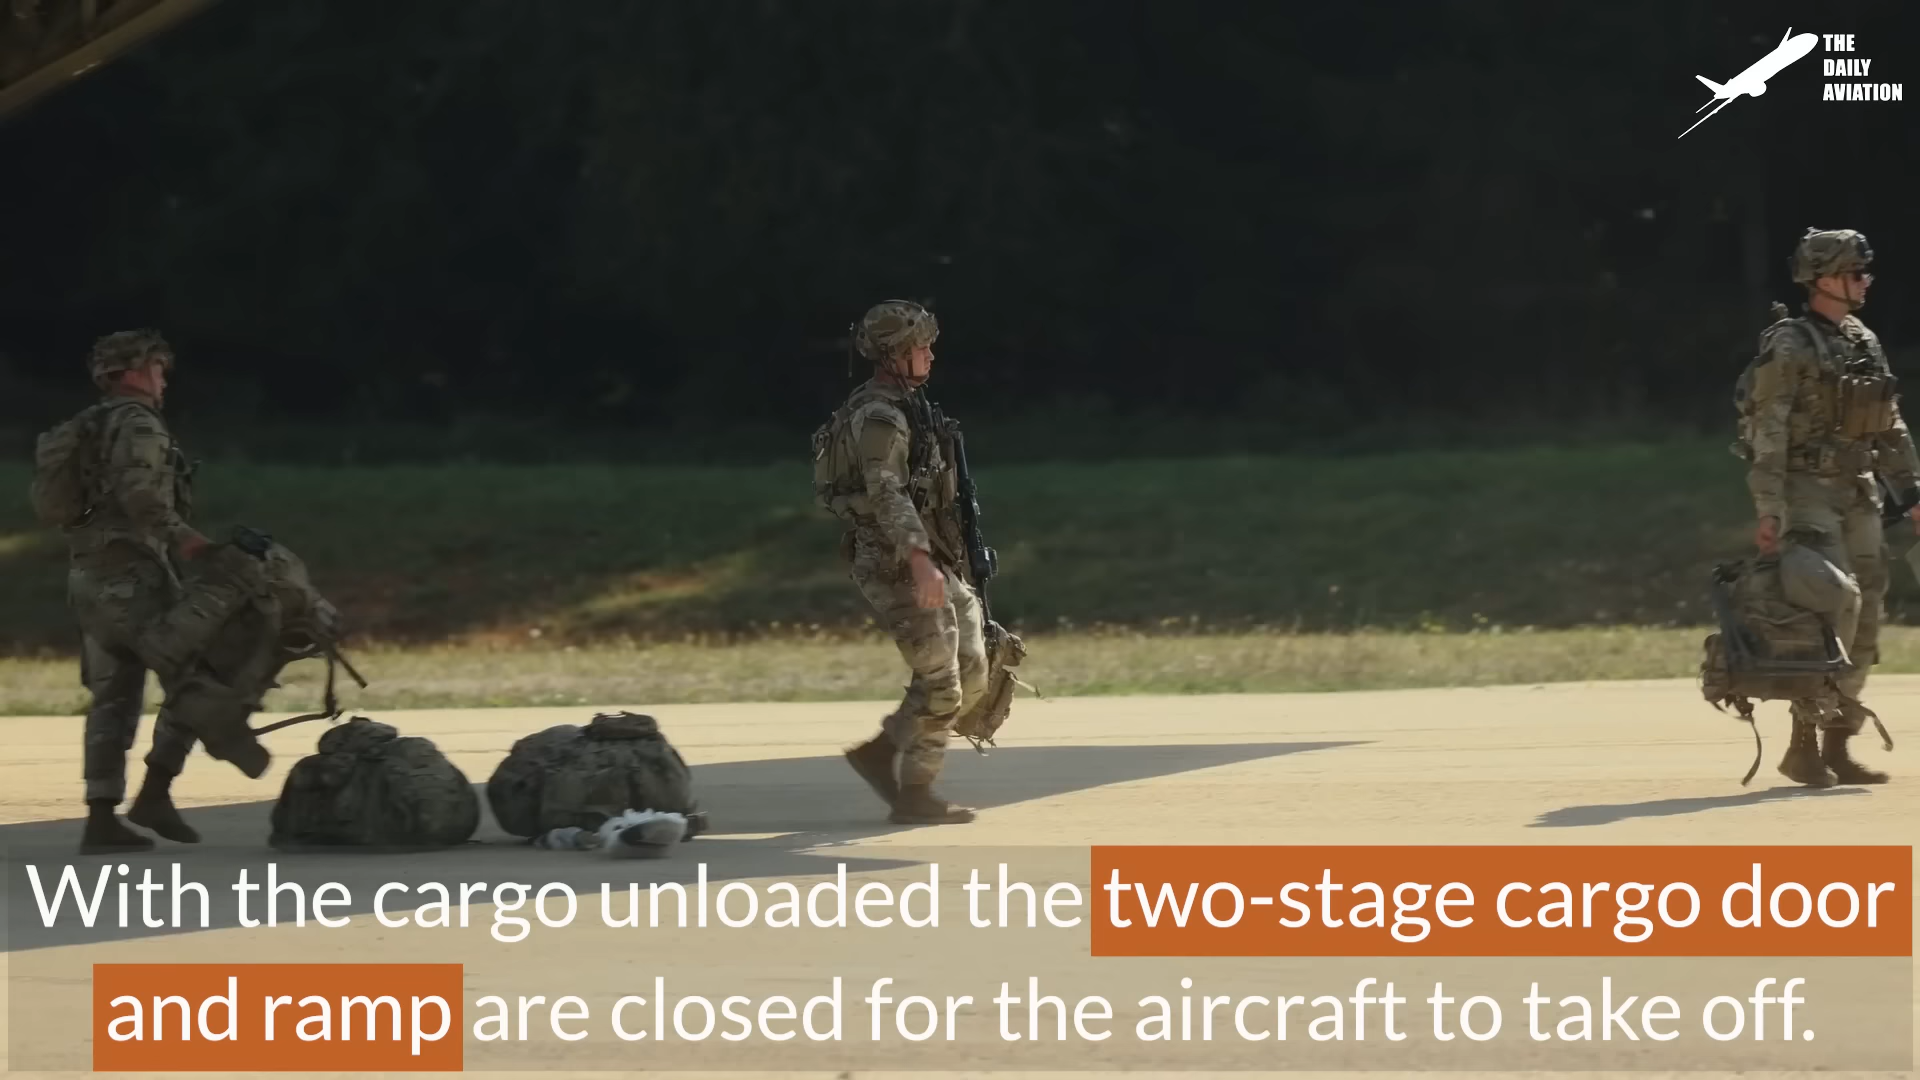 THE
DAILY
AVIATION
With the cargo unloaded the two-stage cargo door
and ramp are closed for the aircraft to take off.